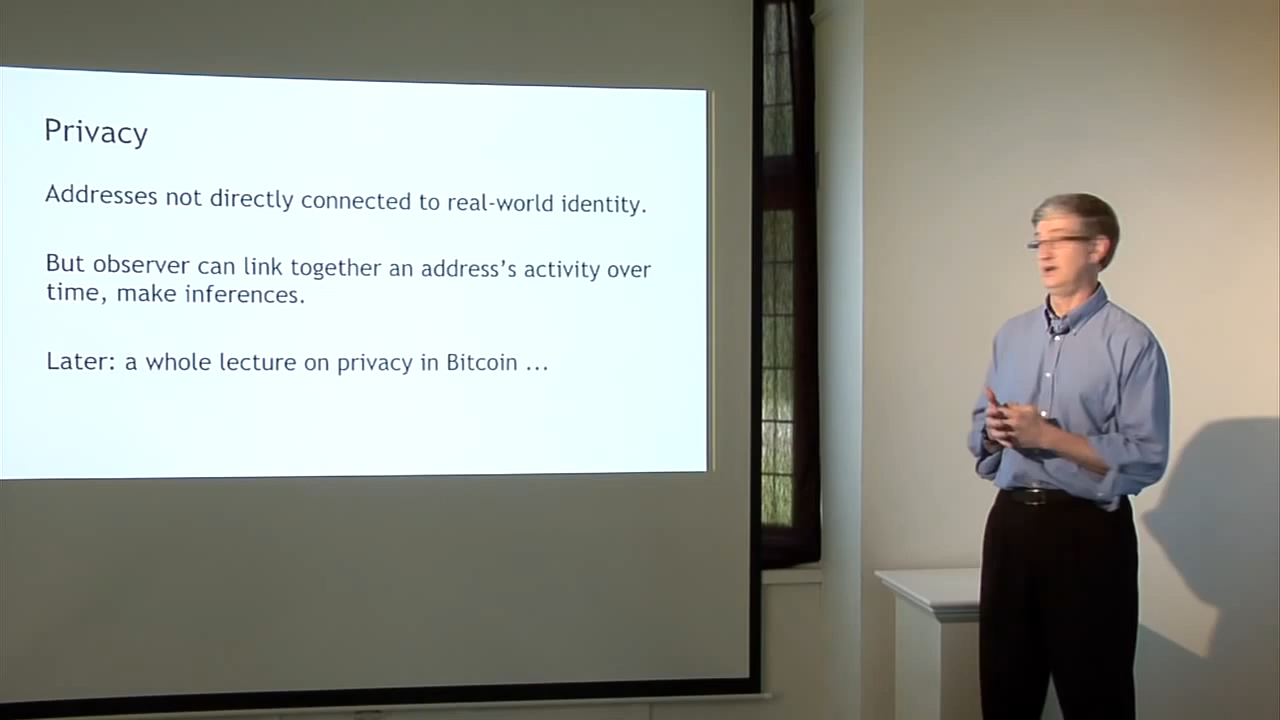 Privacy
Addresses not directly connected to real-world identity.
But observer can link together an address's activity over
time, make inferences.
Later: a whole lecture on privacy in Bitcoin ...